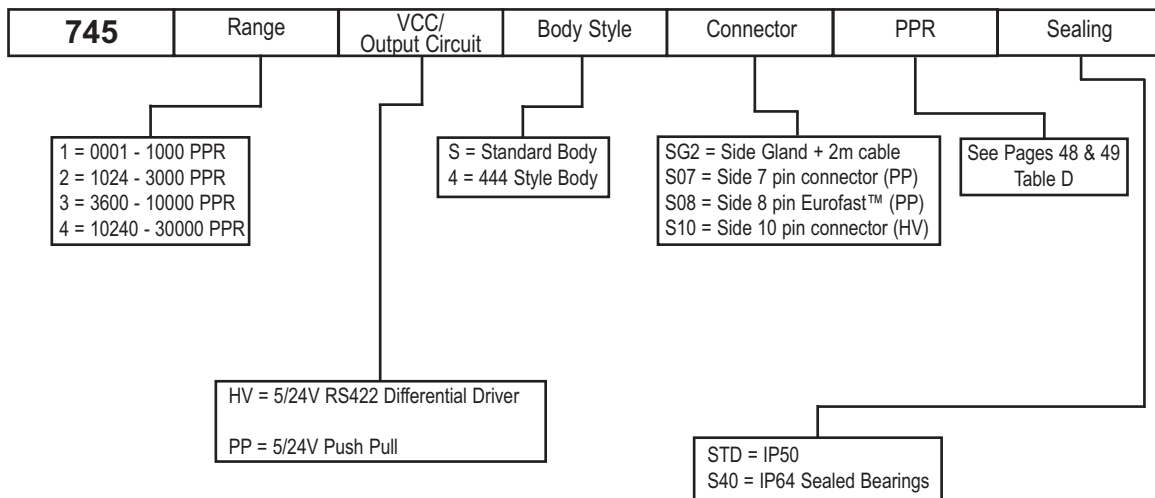 745
Range
VCC/
Output Circuit
Body Style
Connector
PPR
Sealing
1 = 0001 - 1000 PPR
2 = 1024 - 3000 PPR
3 = 3600 - 10000 PPR
4 = 10240 - 30000 PPR
S = Standard Body
4 = 444 Style Body
SG2 = Side Gland + 2m cable
S07 = Side 7 pin connector (PP)
S08 = Side 8 pin Eurofast™ (PP)
S10 = Side 10 pin connector (HV)
See Pages 48 & 49
Table D
HV = 5/24V RS422 Differential Driver
PP = 5/24V Push Pull
STD = IP50
S40 = IP64 Sealed Bearings